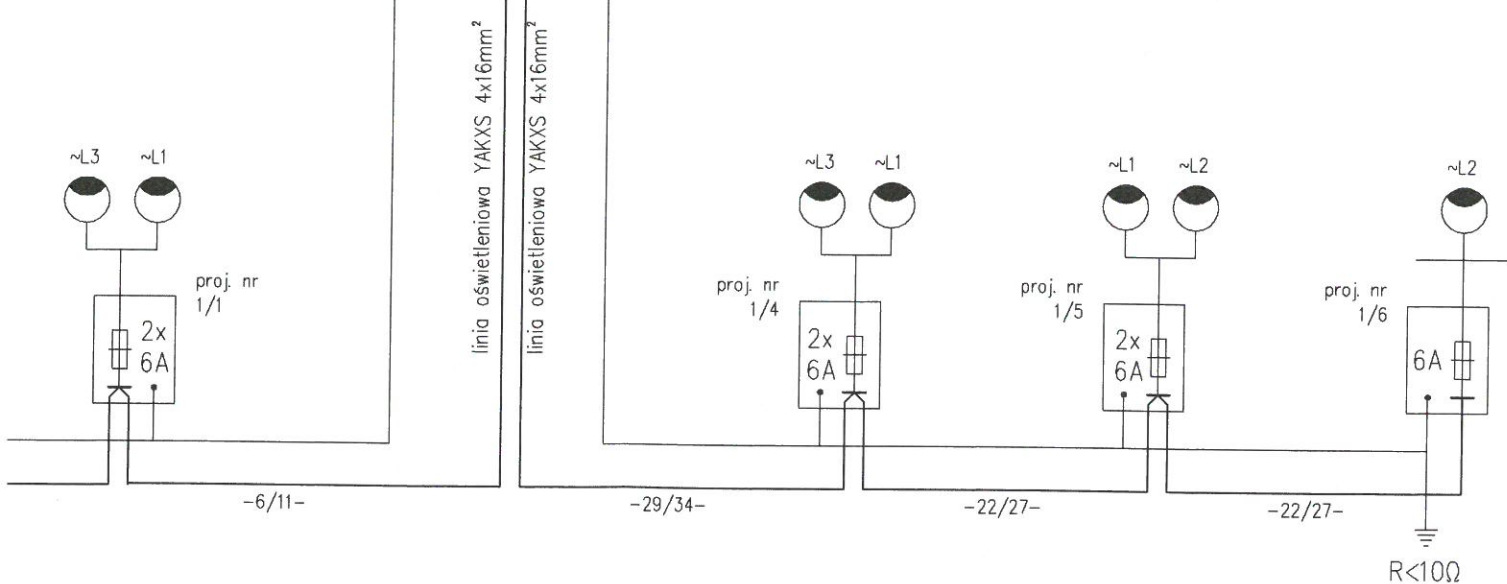 linia oświetleniowa YAKXS 4x16mm²
linia oświetleniowa YAKXS 4x16mm²
~L3 ~L1
proj. nr
1/1
2x
6A
~L3 ~L1
proj. nr
1/4
2x
6A
~L1 ~L2
proj. nr
1/5
2x
6A
~L2
proj. nr
1/6
6A
-6/11-
-29/34-
-22/27-
-22/27-
R<10Ω